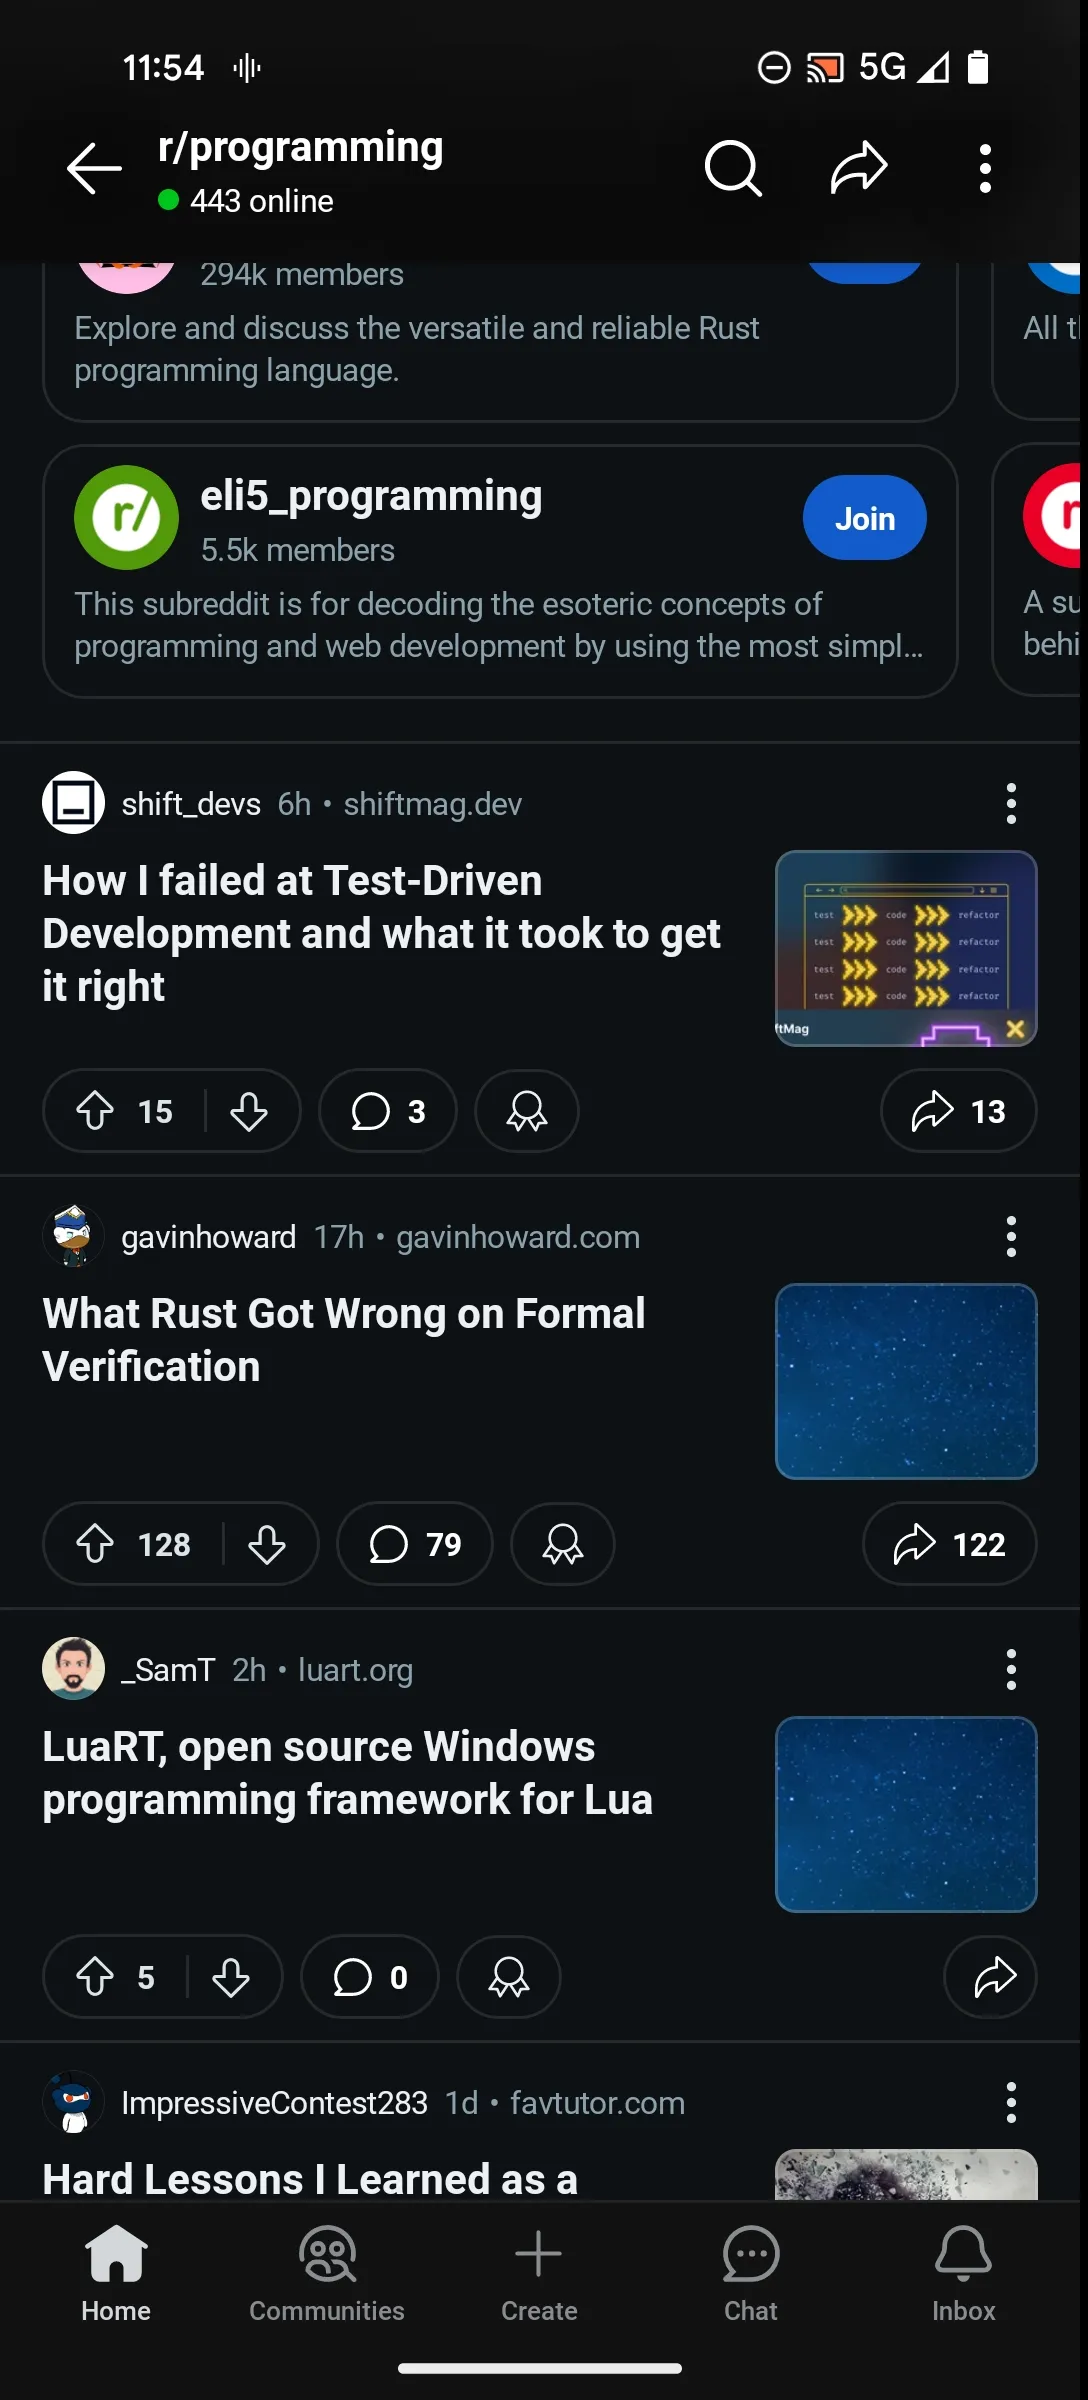 11:54
5G
r/programming
443 online
294k members
Explore and discuss the versatile and reliable Rust
programming language.
All
r/
eli5_programming
5.5k members
Join
This subreddit is for decoding the esoteric concepts of
programming and web development by using the most simpl...
A su
behi
shift_devs 6h • shiftmag.dev
How I failed at Test-Driven
Development and what it took to get
it right
test code refactor
test code refactor
test code refactor
test code refactor
ftMag
15
3
13
gavinhoward 17h • gavinhoward.com
What Rust Got Wrong on Formal
Verification
128
79
122
_SamT 2h • luart.org
LuaRT, open source Windows
programming framework for Lua
5
0
ImpressiveContest283 1d • favtutor.com
Hard Lessons I Learned as a
Home
Communities
Create
Chat
Inbox